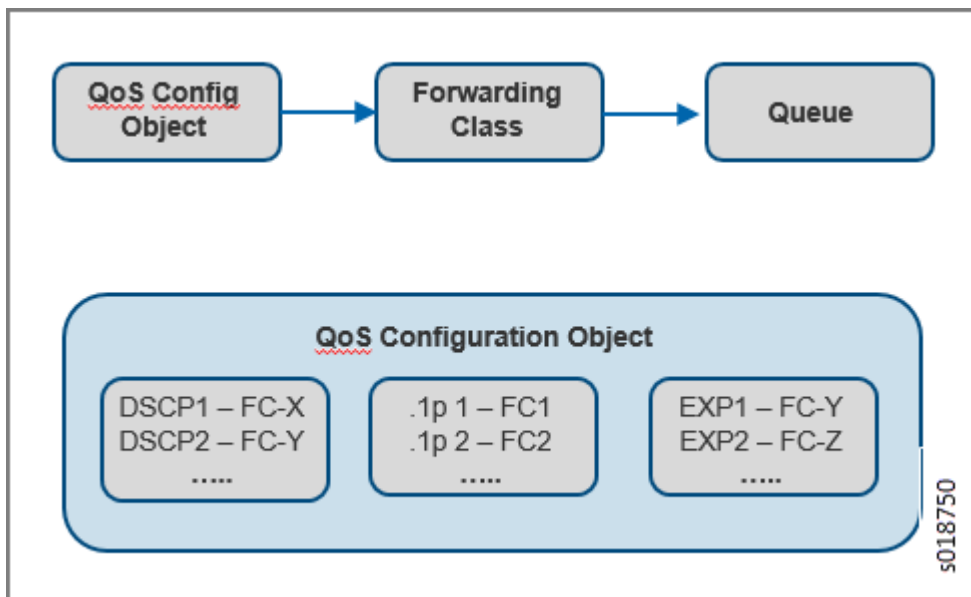 QoS Config
Object
Forwarding
Class
Queue
QoS Configuration Object
DSCP1 – FC-X
DSCP2 – FC-Y
.....
.1p 1 – FC1
.1p 2 – FC2
.....
EXP1 – FC-Y
EXP2 – FC-Z
.....
s018750